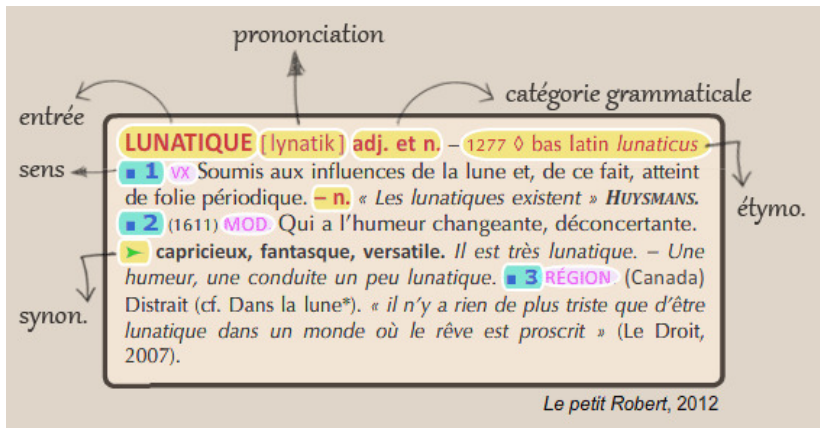 prononciation
catégorie grammaticale
entrée
LUNATIQUE [lynatik] adj. et n. – 1277 ◊ bas latin lunaticus
sens
■ 1 VX Soumis aux influences de la lune et, de ce fait, atteint
de folie périodique. – n. « Les lunatiques existent » HUYSMANS.
étymo.
■ 2 (1611) MOD. Qui a l'humeur changeante, déconcertante.
➤ capricieux, fantasque, versatile. Il est très lunatique. – Une
humeur, une conduite un peu lunatique. ■ 3 RÉGION. (Canada)
synon.
Distrait (cf. Dans la lune*). « il n'y a rien de plus triste que d'être
lunatique dans un monde où le rêve est proscrit » (Le Droit,
2007).
Le petit Robert, 2012